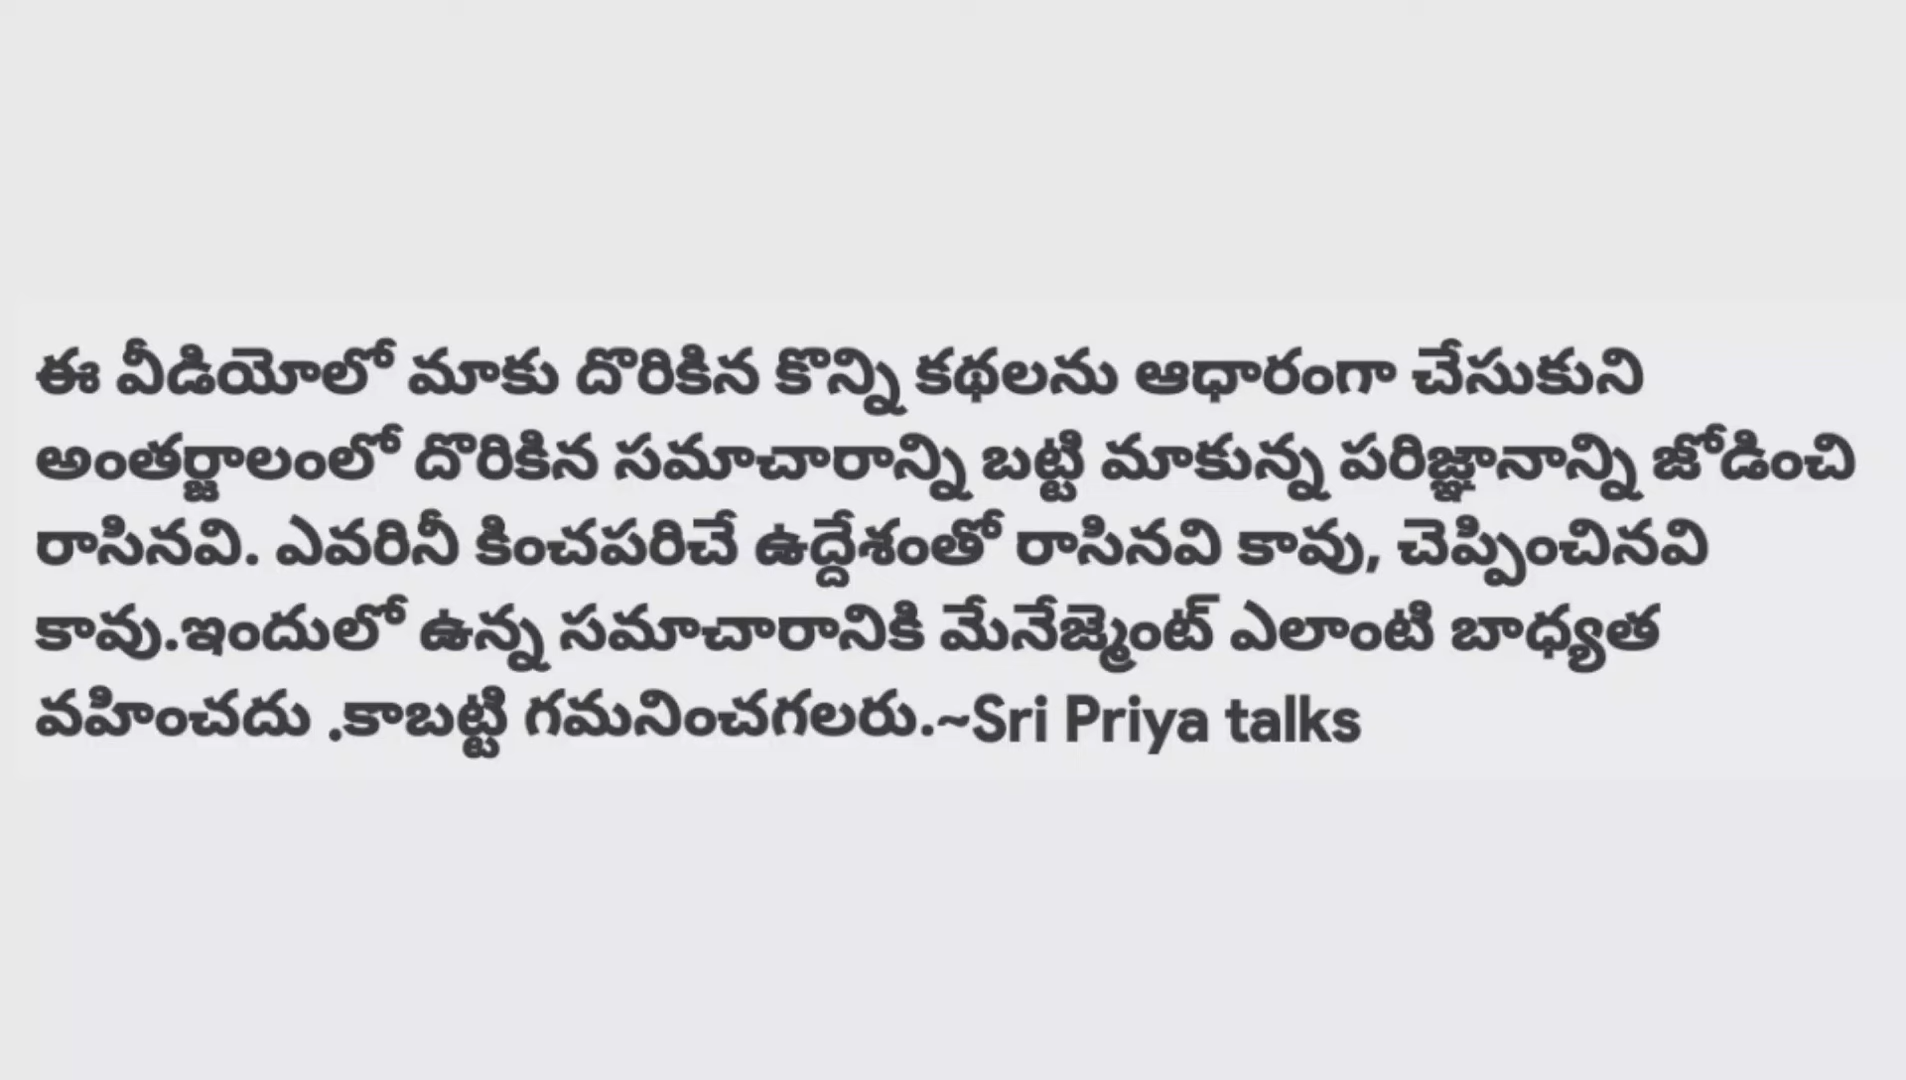 ఈ వీడియోలో మాకు దొరికిన కొన్ని కథలను ఆధారంగా చేసుకుని
అంతర్జాలంలో దొరికిన సమాచారాన్ని బట్టి మాకున్న పరిజ్ఞానాన్ని జోడించి
రాసినవి. ఎవరినీ కించపరిచే ఉద్దేశంతో రాసినవి కావు, చెప్పించినవి
కావు.ఇందులో ఉన్న సమాచారానికి మేనేజ్మెంట్ ఎలాంటి బాధ్యత
వహించదు .కాబట్టి గమనించగలరు.~Sri Priya talks